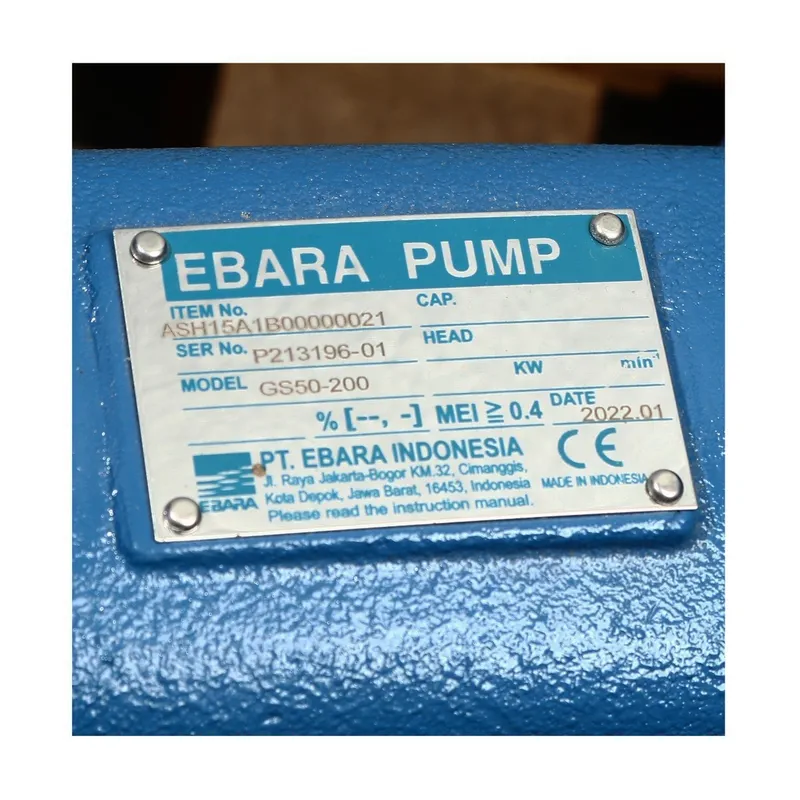 EBARA PUMP
ITEM No. ASH15A1B00000021 CAP.
SER No. P213196-01 HEAD
MODEL GS50-200 KW min⁻¹
% [--, -] MEI ≧ 0.4 DATE 2022.01
EBARA
PT. EBARA INDONESIA
Jl. Raya Jakarta-Bogor KM.32, Cimanggis,
Kota Depok, Jawa Barat, 16453, Indonesia
Please read the instruction manual.
CE
MADE IN INDONESIA